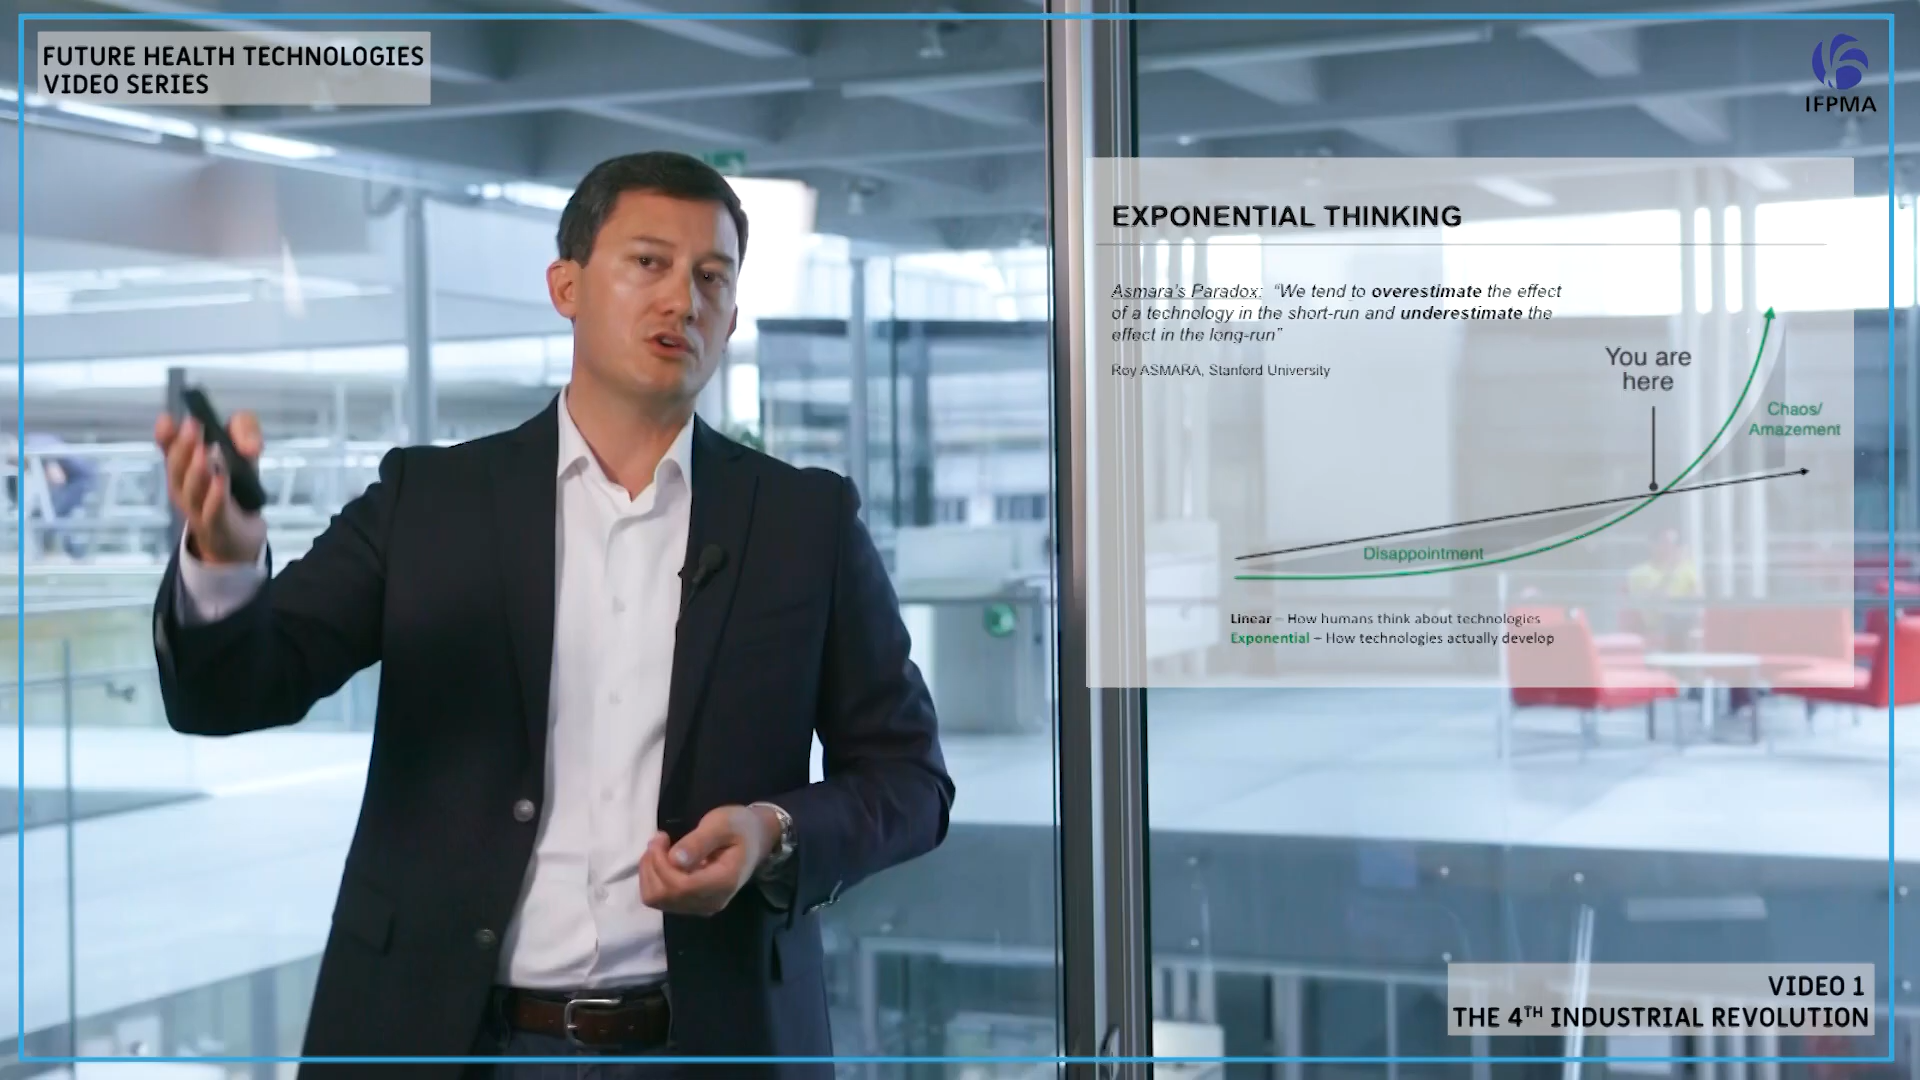 FUTURE HEALTH TECHNOLOGIES
VIDEO SERIES
IFPMA
EXPONENTIAL THINKING
Asmara's Paradox: "We tend to overestimate the effect
of a technology in the short-run and underestimate the
effect in the long-run"
Roy ASMARA, Stanford University
You are
here
Chaos/
Amazement
Disappointment
Linear – How humans think about technologies
Exponential – How technologies actually develop
VIDEO 1
THE 4TH INDUSTRIAL REVOLUTION